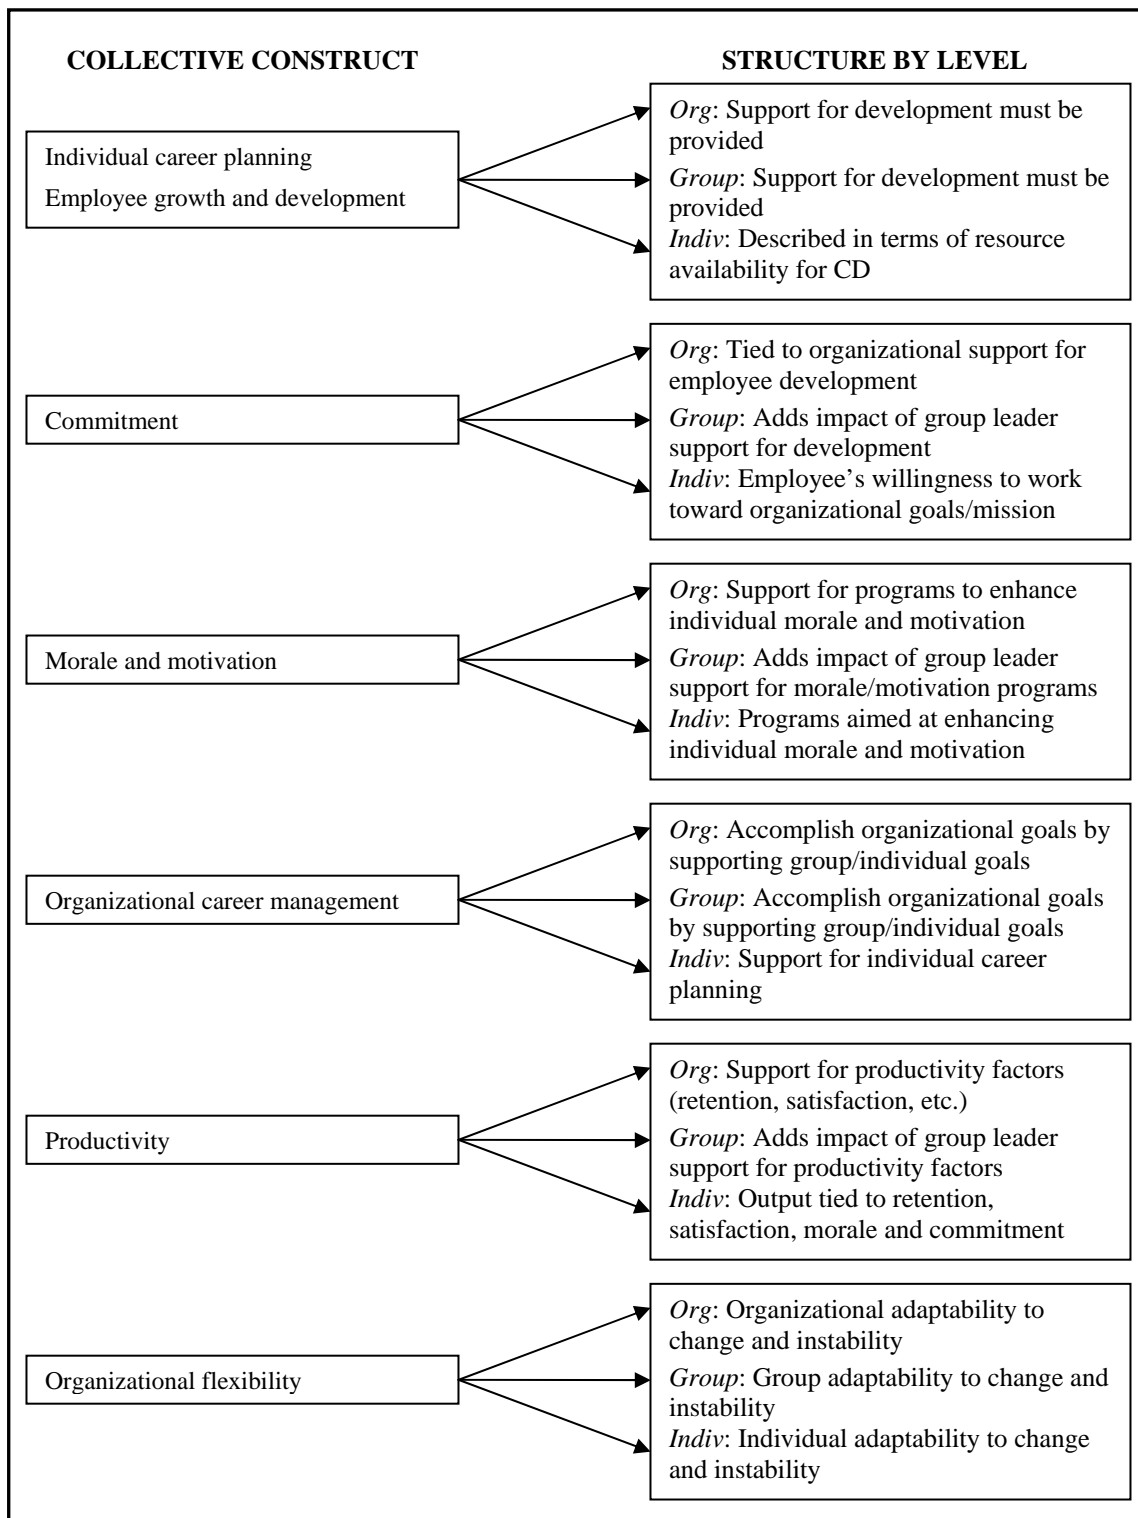 COLLECTIVE CONSTRUCT
STRUCTURE BY LEVEL
Individual career planning
Employee growth and development
Org: Support for development must be
provided
Group: Support for development must be
provided
Indiv: Described in terms of resource
availability for CD
Commitment
Org: Tied to organizational support for
employee development
Group: Adds impact of group leader
support for development
Indiv: Employee’s willingness to work
toward organizational goals/mission
Morale and motivation
Org: Support for programs to enhance
individual morale and motivation
Group: Adds impact of group leader
support for morale/motivation programs
Indiv: Programs aimed at enhancing
individual morale and motivation
Organizational career management
Org: Accomplish organizational goals by
supporting group/individual goals
Group: Accomplish organizational goals
by supporting group/individual goals
Indiv: Support for individual career
planning
Productivity
Org: Support for productivity factors
(retention, satisfaction, etc.)
Group: Adds impact of group leader
support for productivity factors
Indiv: Output tied to retention,
satisfaction, morale and commitment
Organizational flexibility
Org: Organizational adaptability to
change and instability
Group: Group adaptability to change and
instability
Indiv: Individual adaptability to change
and instability